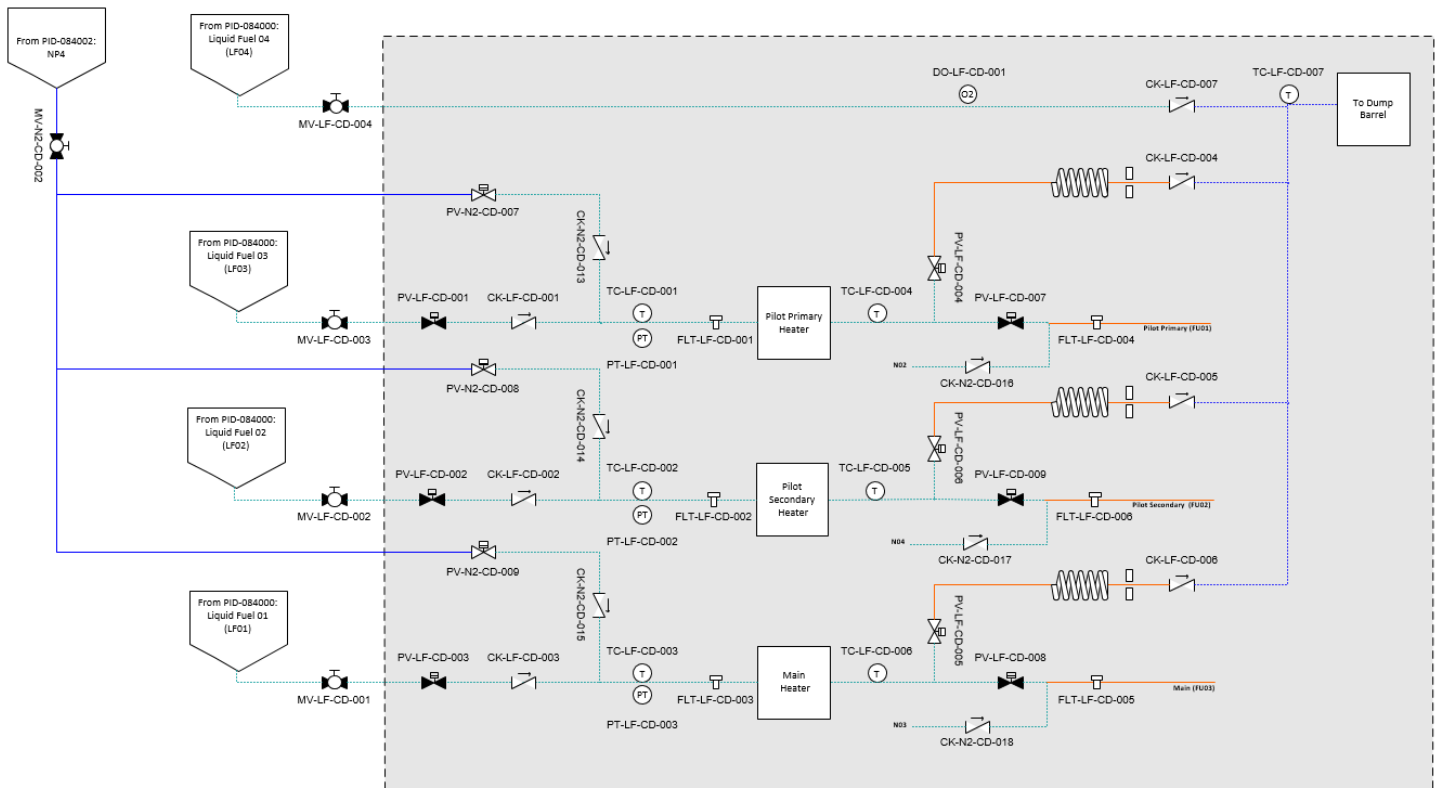 From PID-084002:
NP4
From PID-084000:
Liquid Fuel 04
(LF04)
MV-LF-CD-004
DO-LF-CD-001
O2
CK-LF-CD-007
TC-LF-CD-007
T
To Dump
Barrel
MV-N2-CD-002
CK-LF-CD-004
PV-N2-CD-007
CK-N2-CD-013
From PID-084000:
Liquid Fuel 03
(LF03)
MV-LF-CD-003
PV-LF-CD-001
CK-LF-CD-001
TC-LF-CD-001
T
PT
PT-LF-CD-001
FLT-LF-CD-001
Pilot Primary
Heater
TC-LF-CD-004
T
PV-LF-CD-004
PV-LF-CD-007
FLT-LF-CD-004
Pilot Primary (FU01)
N02
CK-N2-CD-016
CK-LF-CD-005
PV-N2-CD-008
CK-N2-CD-014
From PID-084000:
Liquid Fuel 02
(LF02)
MV-LF-CD-002
PV-LF-CD-002
CK-LF-CD-002
TC-LF-CD-002
T
PT
PT-LF-CD-002
FLT-LF-CD-002
Pilot
Secondary
Heater
TC-LF-CD-005
T
PV-LF-CD-006
PV-LF-CD-009
FLT-LF-CD-006
Pilot Secondary (FU02)
N04
CK-N2-CD-017
CK-LF-CD-006
PV-N2-CD-009
CK-N2-CD-015
From PID-084000:
Liquid Fuel 01
(LF01)
MV-LF-CD-001
PV-LF-CD-003
CK-LF-CD-003
TC-LF-CD-003
T
PT
PT-LF-CD-003
FLT-LF-CD-003
Main
Heater
TC-LF-CD-006
T
PV-LF-CD-005
PV-LF-CD-008
FLT-LF-CD-005
Main (FU03)
N03
CK-N2-CD-018